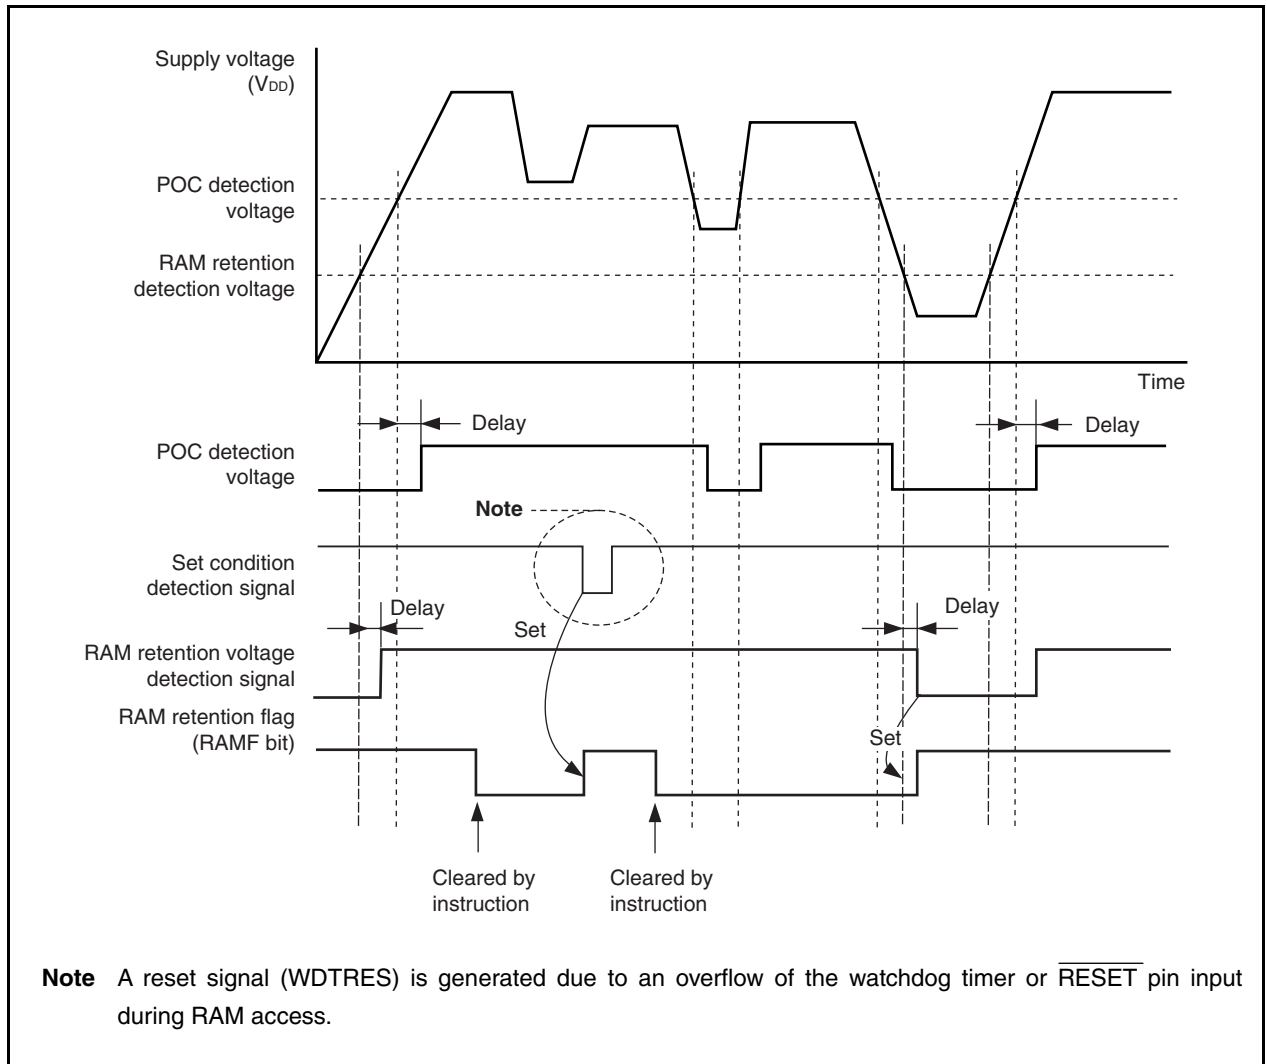 Supply voltage
(VDD)
POC detection
voltage
RAM retention
detection voltage
Time
Delay
Delay
POC detection
voltage
Note
Set condition
detection signal
Delay
Delay
Set
RAM retention voltage
detection signal
RAM retention flag
(RAMF bit)
Set
Cleared by
instruction
Cleared by
instruction
Note A reset signal (WDTRES) is generated due to an overflow of the watchdog timer or RESET pin input
during RAM access.